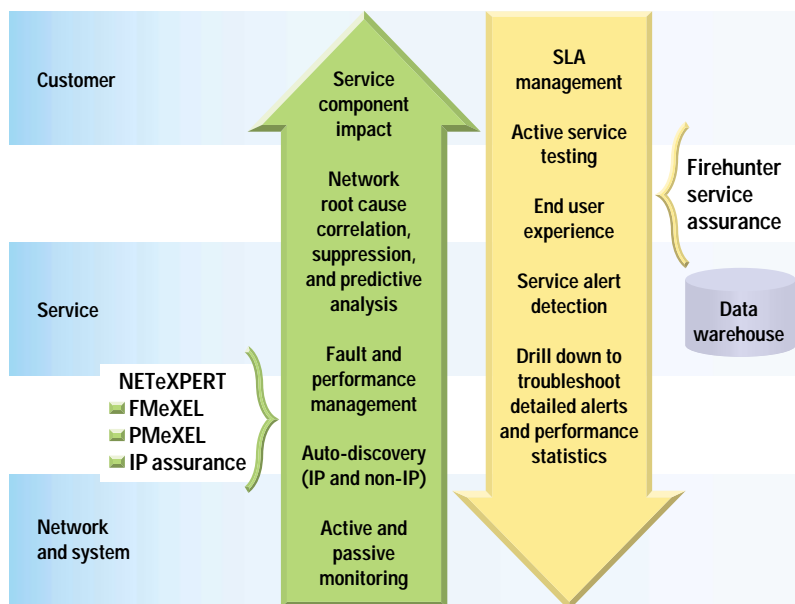 Customer
Service
component
impact
Network
root cause
correlation,
suppression,
and predictive
analysis
Fault and
performance
management
Auto-discovery
(IP and non-IP)
Active and
passive
monitoring
SLA
management
Active service
testing
End user
experience
Service alert
detection
Drill down to
troubleshoot
detailed alerts
and performance
statistics
Firehunter
service
assurance
Data
warehouse
Service
NETeXPERT
FMeXEL
PMeXEL
IP assurance
Network
and system